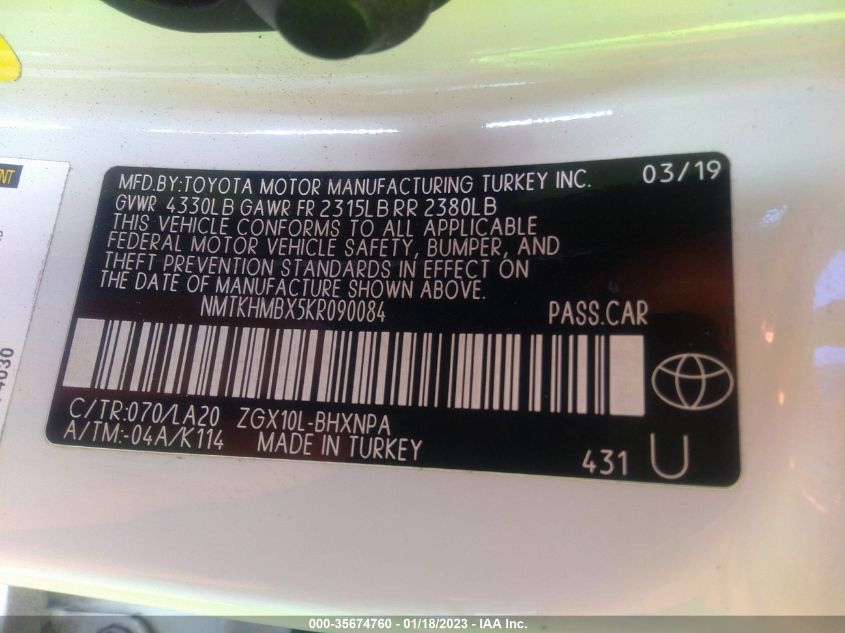 NT
MFD.BY:TOYOTA MOTOR MANUFACTURING TURKEY INC. 03/19
GVWR 4330LB GAWR FR 2315LB RR 2380LB
THIS VEHICLE CONFORMS TO ALL APPLICABLE
FEDERAL MOTOR VEHICLE SAFETY, BUMPER, AND
THEFT PREVENTION STANDARDS IN EFFECT ON
THE DATE OF MANUFACTURE SHOWN ABOVE.
NMTKHMBX5KR090084 PASS.CAR
4030
C/TR:070/LA20 ZGX10L-BHXNPA
A/TM:-04A/K114 MADE IN TURKEY
431 U
000-35674760 - 01/18/2023 - IAA Inc.